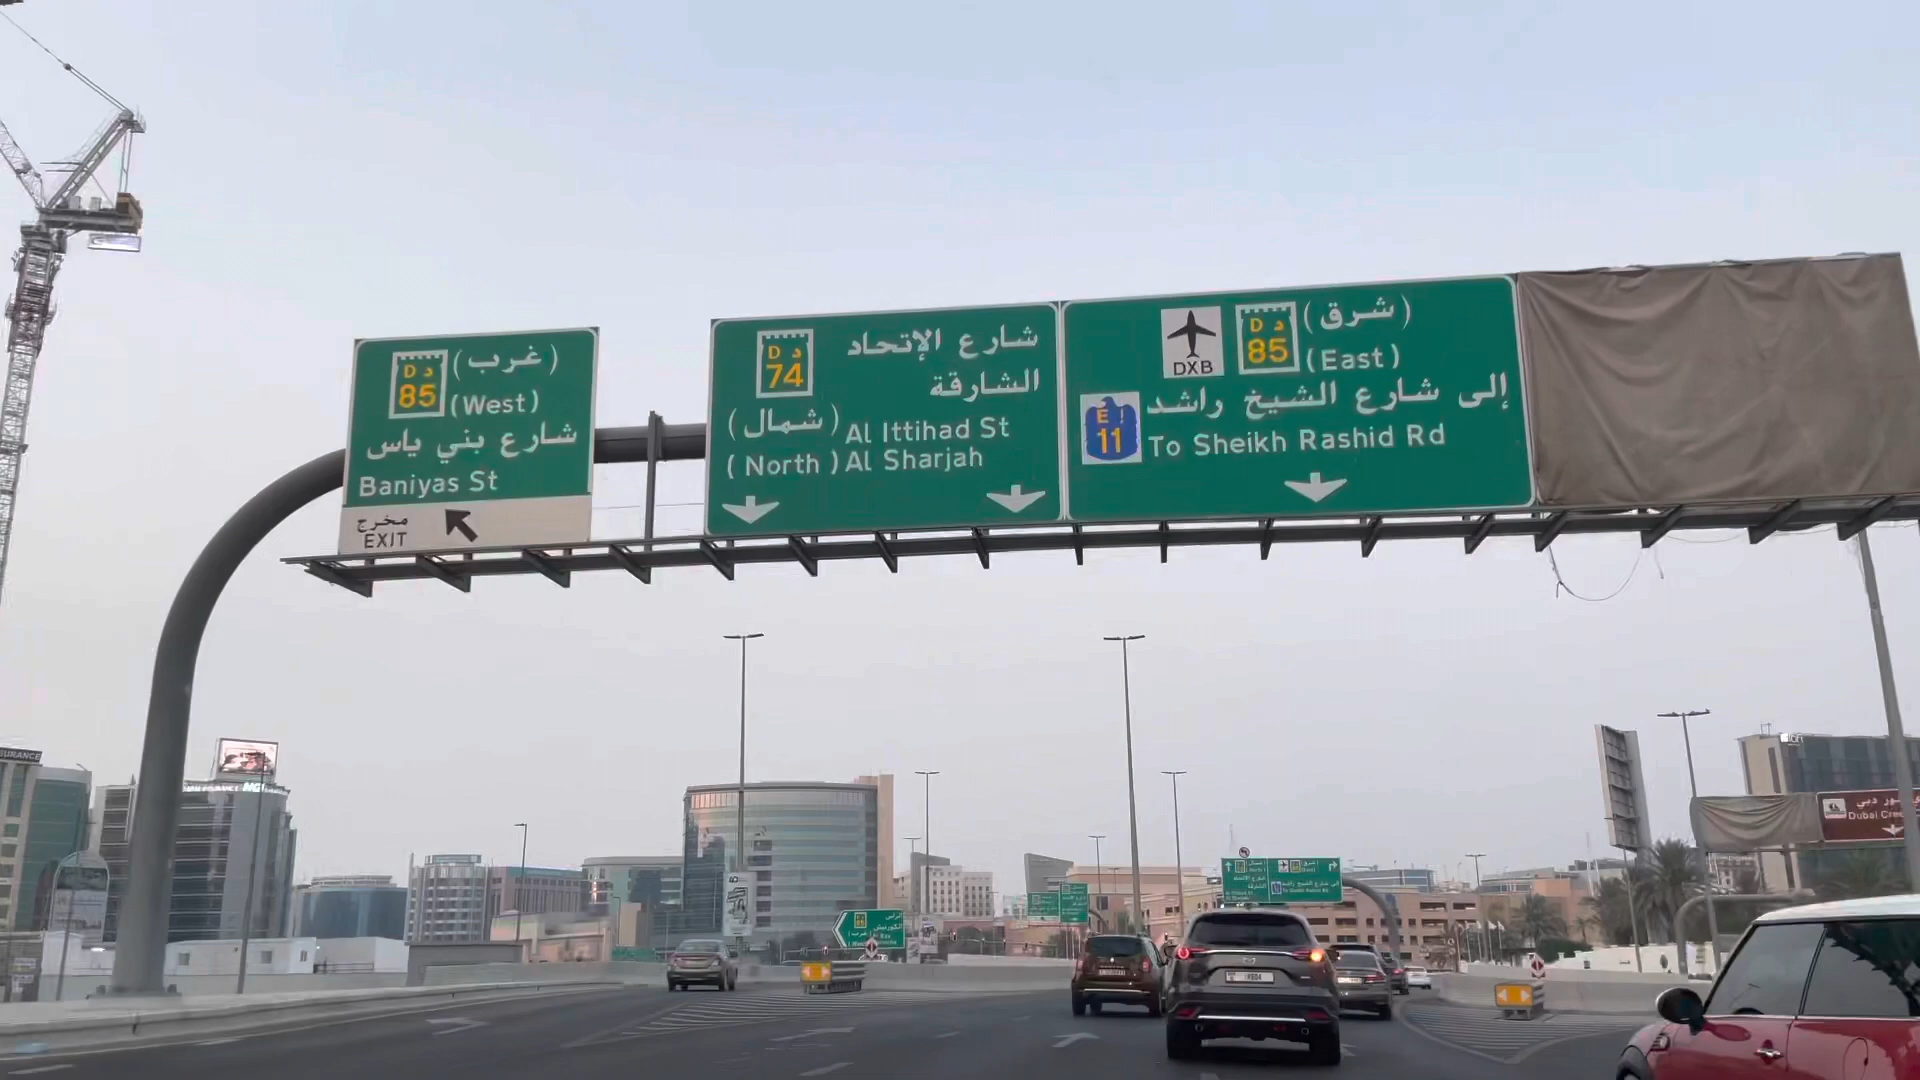 D د
85
(غرب)
(West)
شارع بني ياس
Baniyas St
مخرج
EXIT
D د
74
شارع الإتحاد
الشارقة
(شمال)
(North)
Al Ittihad St
Al Sharjah
DXB
D د
85
(شرق)
(East)
إلى شارع الشيخ راشد
E
11
To Sheikh Rashid Rd
دبي
Dubai